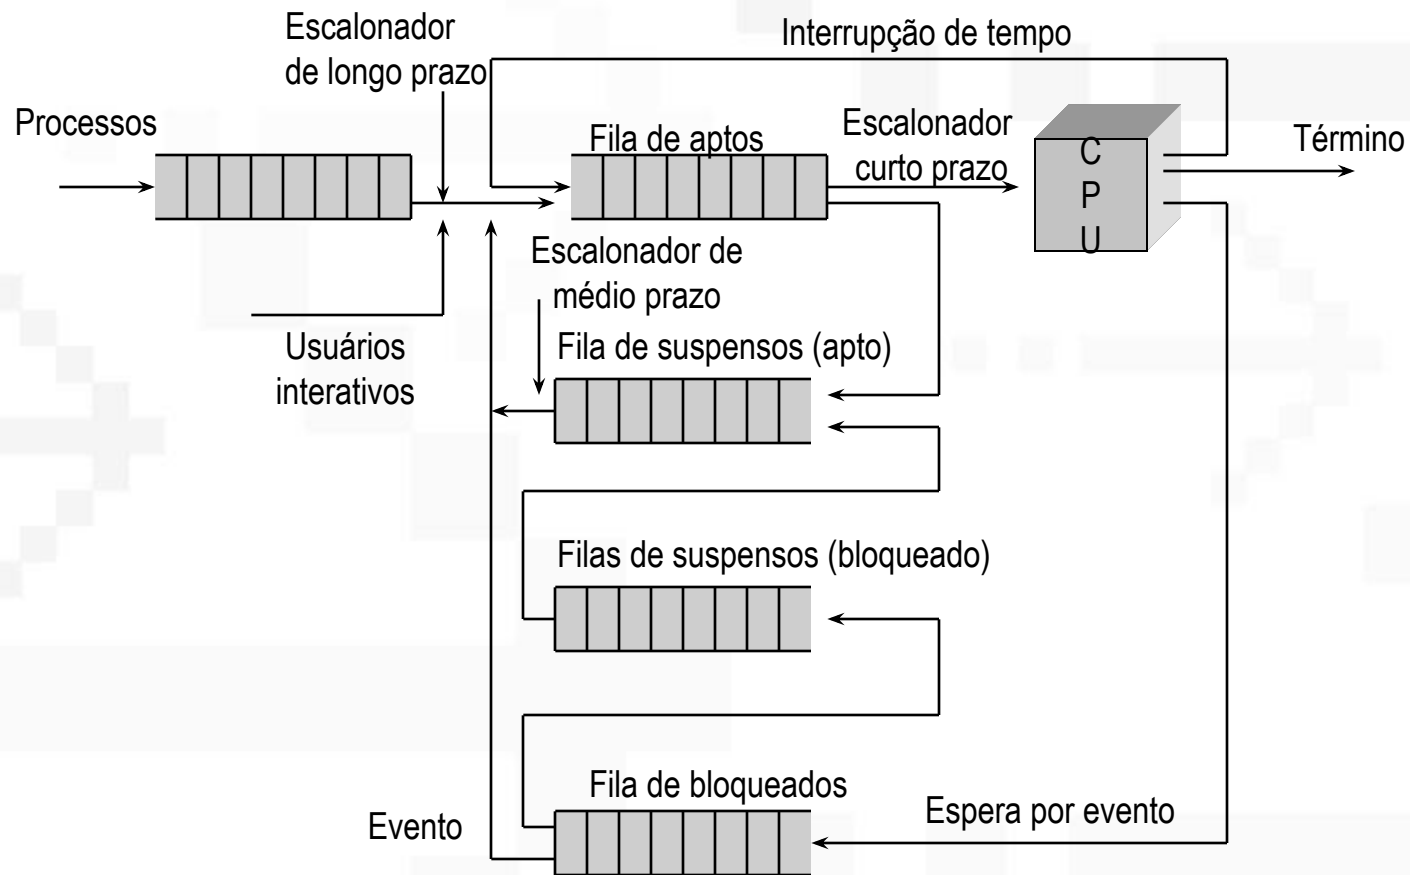 Escalonador
de longo prazo
Interrupção de tempo
Processos
Fila de aptos
Escalonador
curto prazo
C
P
U
Término
Escalonador de
médio prazo
Usuários
interativos
Fila de suspensos (apto)
Filas de suspensos (bloqueado)
Fila de bloqueados
Evento
Espera por evento